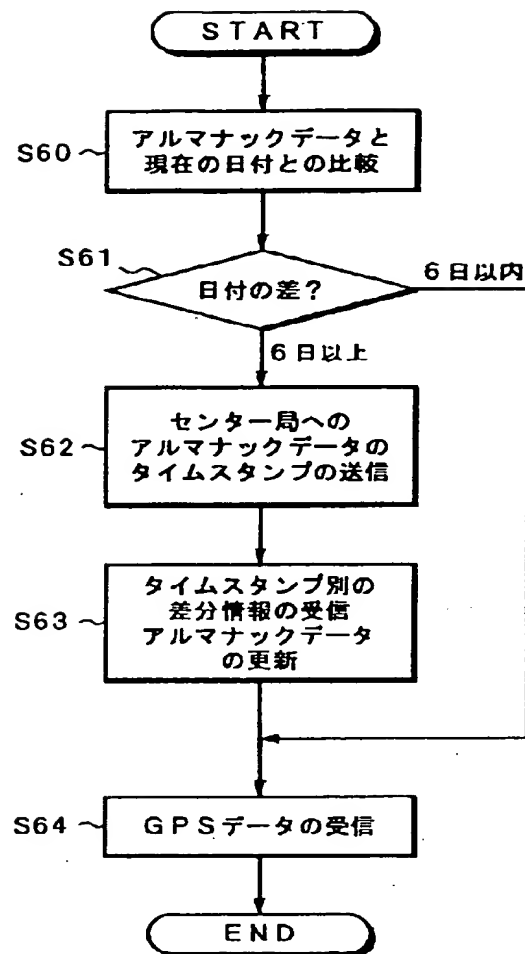 START
S60
アルマナックデータと
現在の日付との比較
S61
日付の差？
6日以内
6日以上
S62
センター局への
アルマナックデータの
タイムスタンプの送信
S63
タイムスタンプ別の
差分情報の受信
アルマナックデータ
の更新
S64
GPSデータの受信
END